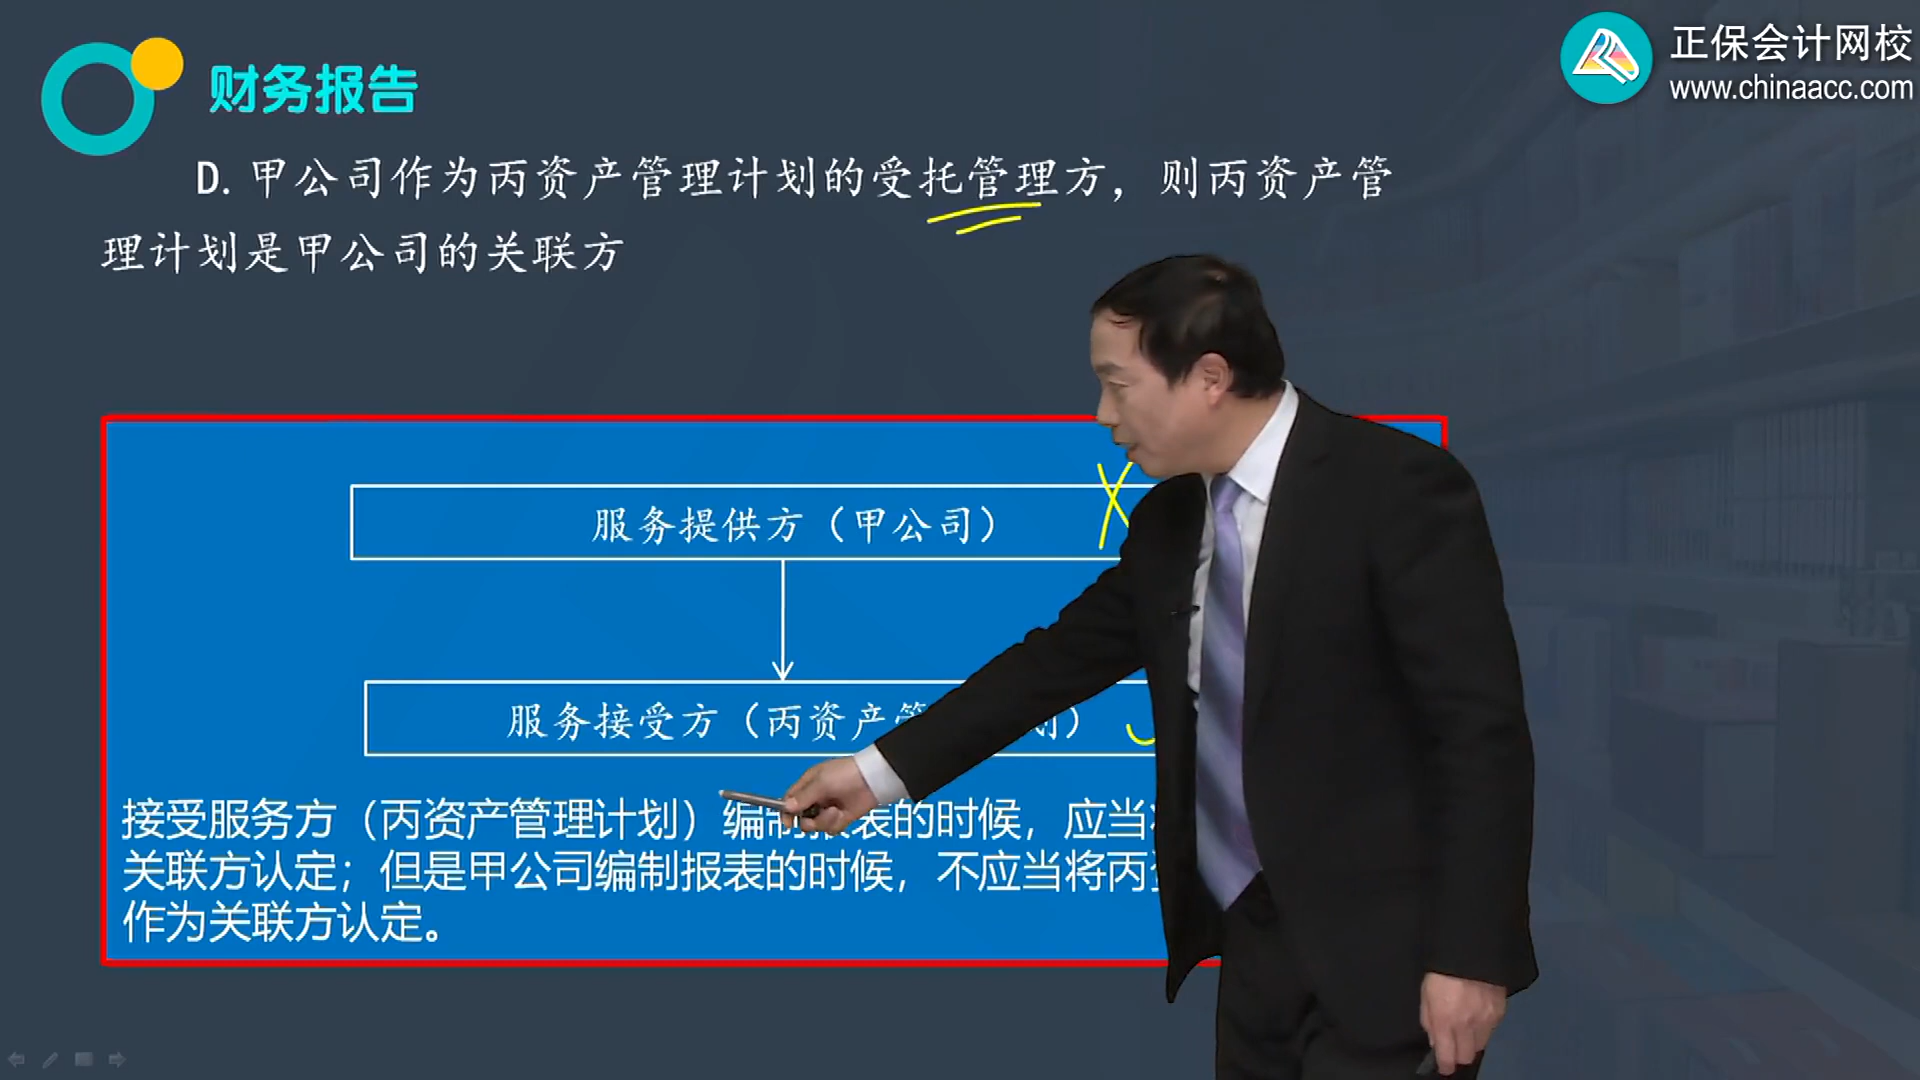 财务报告
正保会计网校
www.chinaacc.com
D. 甲公司作为丙资产管理计划的受托管理方，则丙资产管
理计划是甲公司的关联方
服务提供方（甲公司）
服务接受方（丙资产管 划）
接受服务方（丙资产管理计划）编制报表的时候，应当
关联方认定；但是甲公司编制报表的时候，不应当将丙
作为关联方认定。